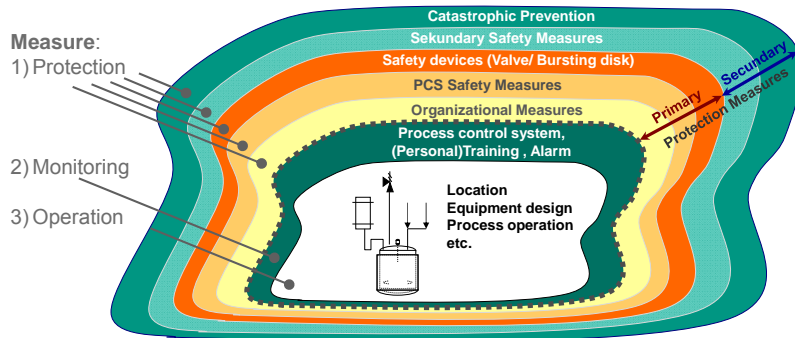 Catastrophic Prevention
Sekundary Safety Measures
Safety devices (Valve/ Bursting disk)
PCS Safety Measures
Organizational Measures
Process control system,
(Personal)Training , Alarm
Measure:
1) Protection
2) Monitoring
3) Operation
Location
Equipment design
Process operation
etc.
Primary
Secundary
Protection Measures